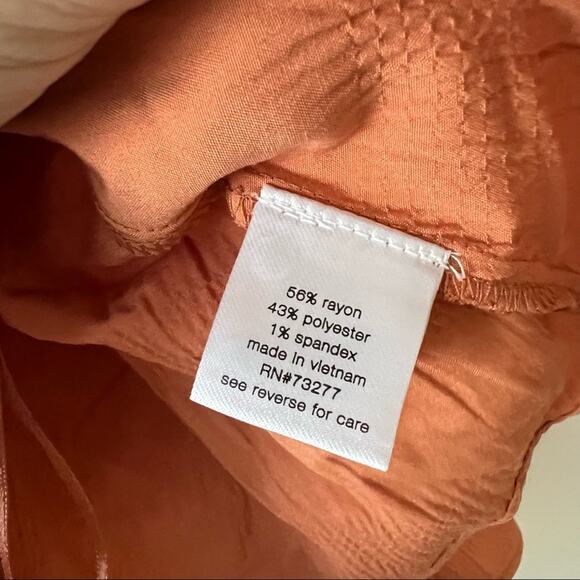 56% rayon
43% polyester
1% spandex
made in vietnam
RN#73277
see reverse for care